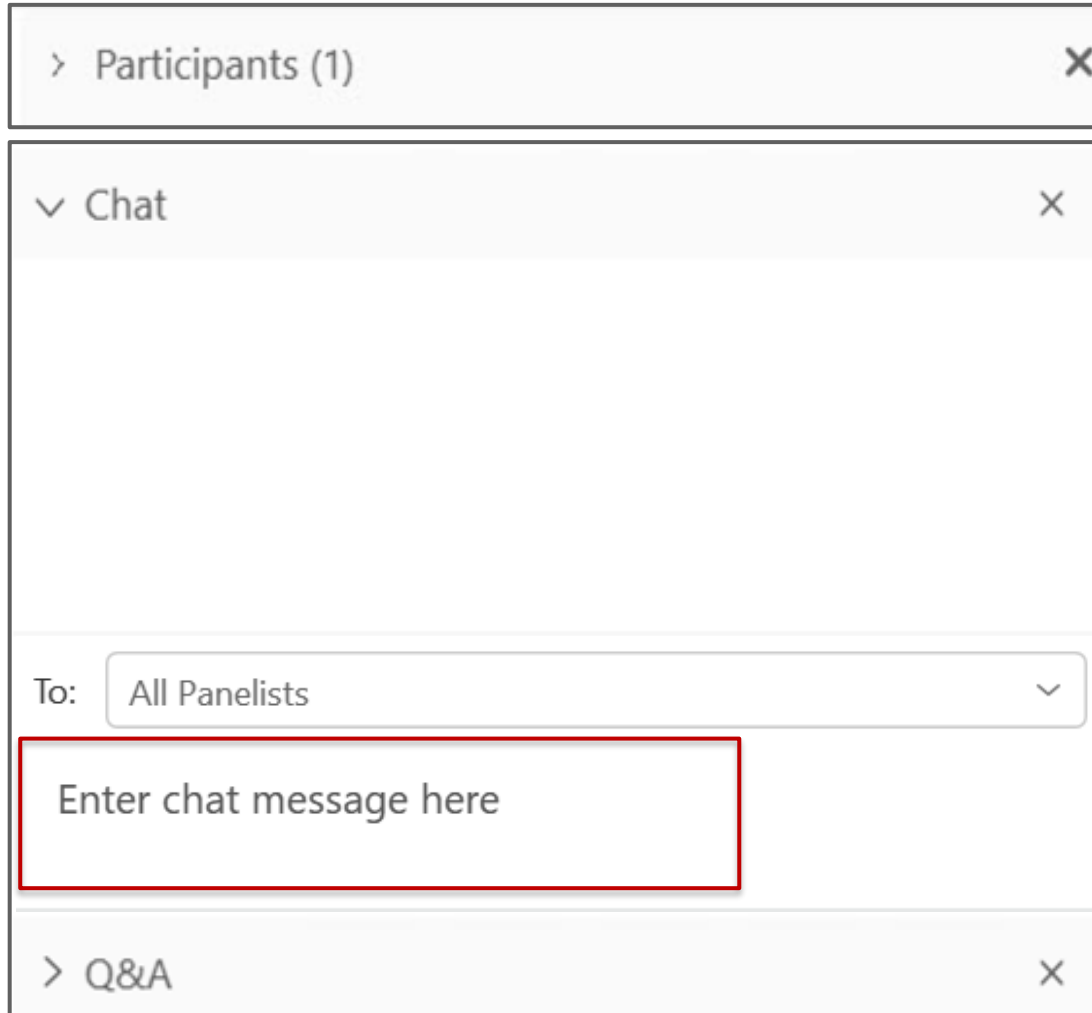 Participants (1)
Chat
To: All Panelists
Enter chat message here
Q&A